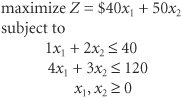 maximize Z = $40x₁ + 50x₂
subject to
1x₁ + 2x₂ ≤ 40
4x₁ + 3x₂ ≤ 120
x₁, x₂ ≥ 0